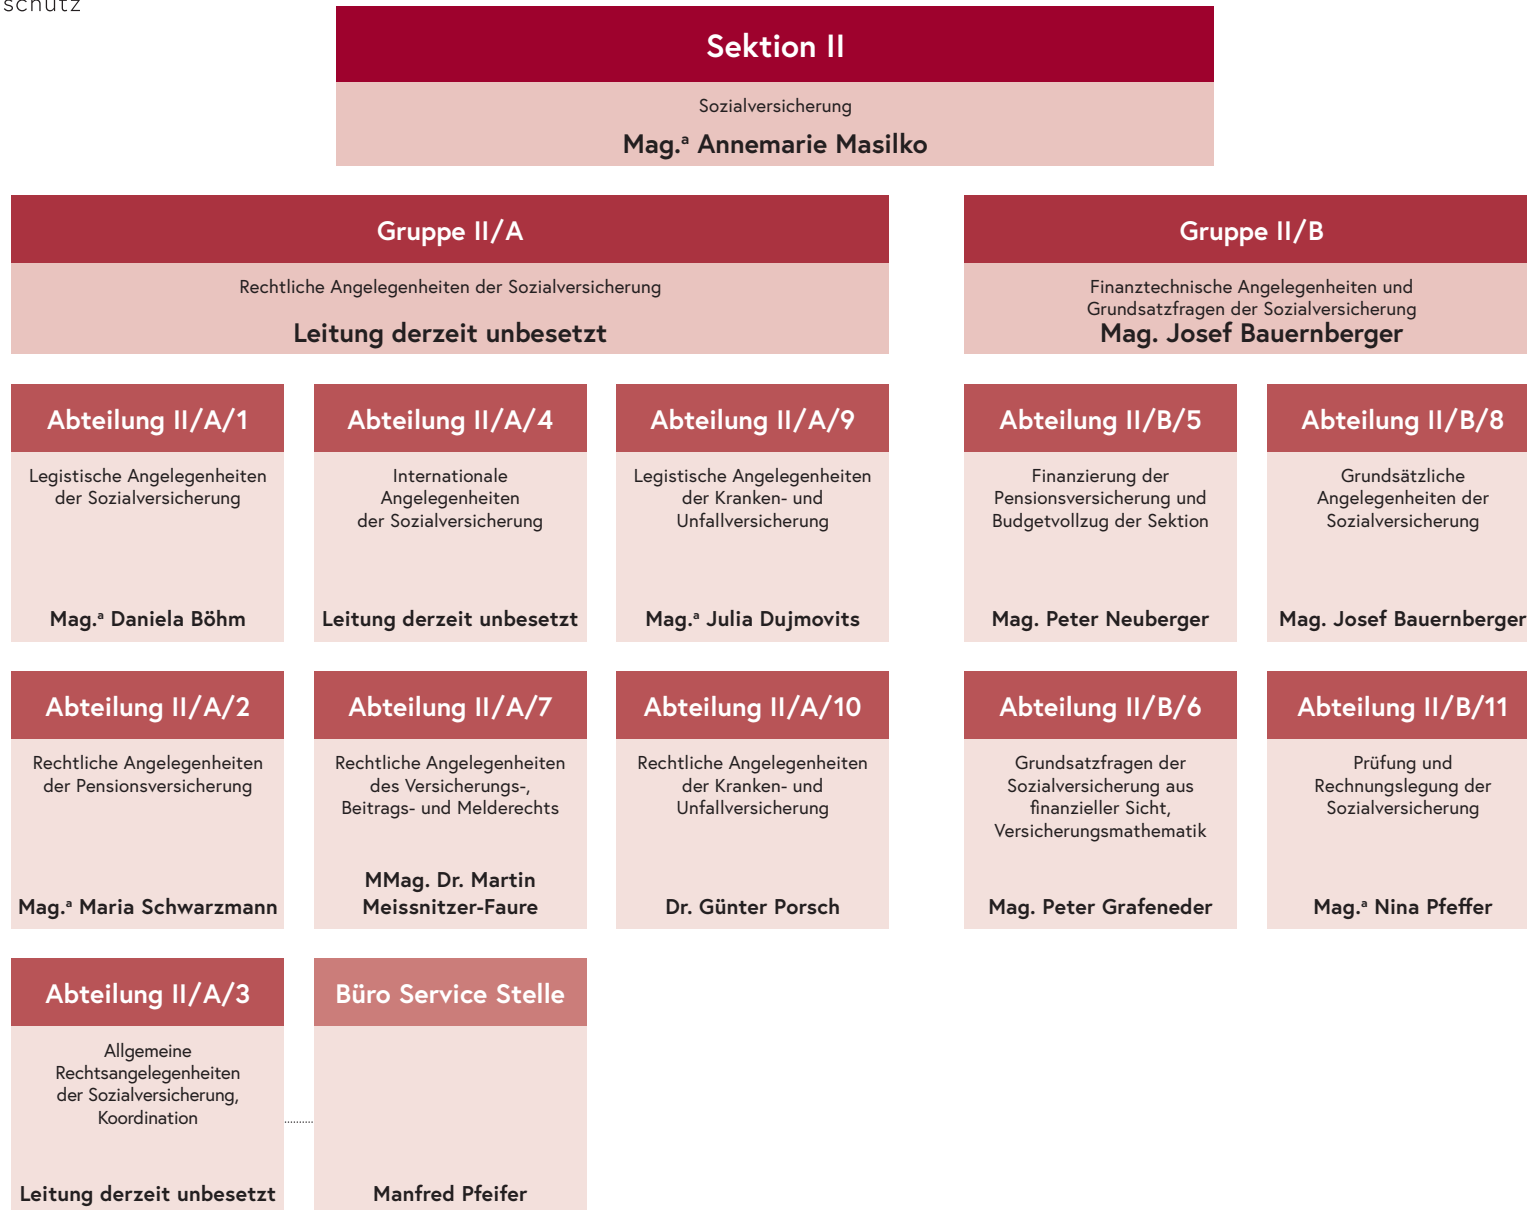 schutz
Sektion II
Sozialversicherung
Mag.ª Annemarie Masilko
Gruppe II/A
Rechtliche Angelegenheiten der Sozialversicherung
Leitung derzeit unbesetzt
Gruppe II/B
Finanztechnische Angelegenheiten und
Grundsatzfragen der Sozialversicherung
Mag. Josef Bauernberger
Abteilung II/A/1
Legistische Angelegenheiten
der Sozialversicherung
Mag.ª Daniela Böhm
Abteilung II/A/4
Internationale
Angelegenheiten
der Sozialversicherung
Leitung derzeit unbesetzt
Abteilung II/A/9
Legistische Angelegenheiten
der Kranken- und
Unfallversicherung
Mag.ª Julia Dujmovits
Abteilung II/B/5
Finanzierung der
Pensionsversicherung und
Budgetvollzug der Sektion
Mag. Peter Neuberger
Abteilung II/B/8
Grundsätzliche
Angelegenheiten der
Sozialversicherung
Mag. Josef Bauernberger
Abteilung II/A/2
Rechtliche Angelegenheiten
der Pensionsversicherung
Mag.ª Maria Schwarzmann
Abteilung II/A/7
Rechtliche Angelegenheiten
des Versicherungs-,
Beitrags- und Melderechts
MMag. Dr. Martin
Meissnitzer-Faure
Abteilung II/A/10
Rechtliche Angelegenheiten
der Kranken- und
Unfallversicherung
Dr. Günter Porsch
Abteilung II/B/6
Grundsatzfragen der
Sozialversicherung aus
finanzieller Sicht,
Versicherungsmathematik
Mag. Peter Grafeneder
Abteilung II/B/11
Prüfung und
Rechnungslegung der
Sozialversicherung
Mag.ª Nina Pfeffer
Abteilung II/A/3
Allgemeine
Rechtsangelegenheiten
der Sozialversicherung,
Koordination
Leitung derzeit unbesetzt
Büro Service Stelle
Manfred Pfeifer